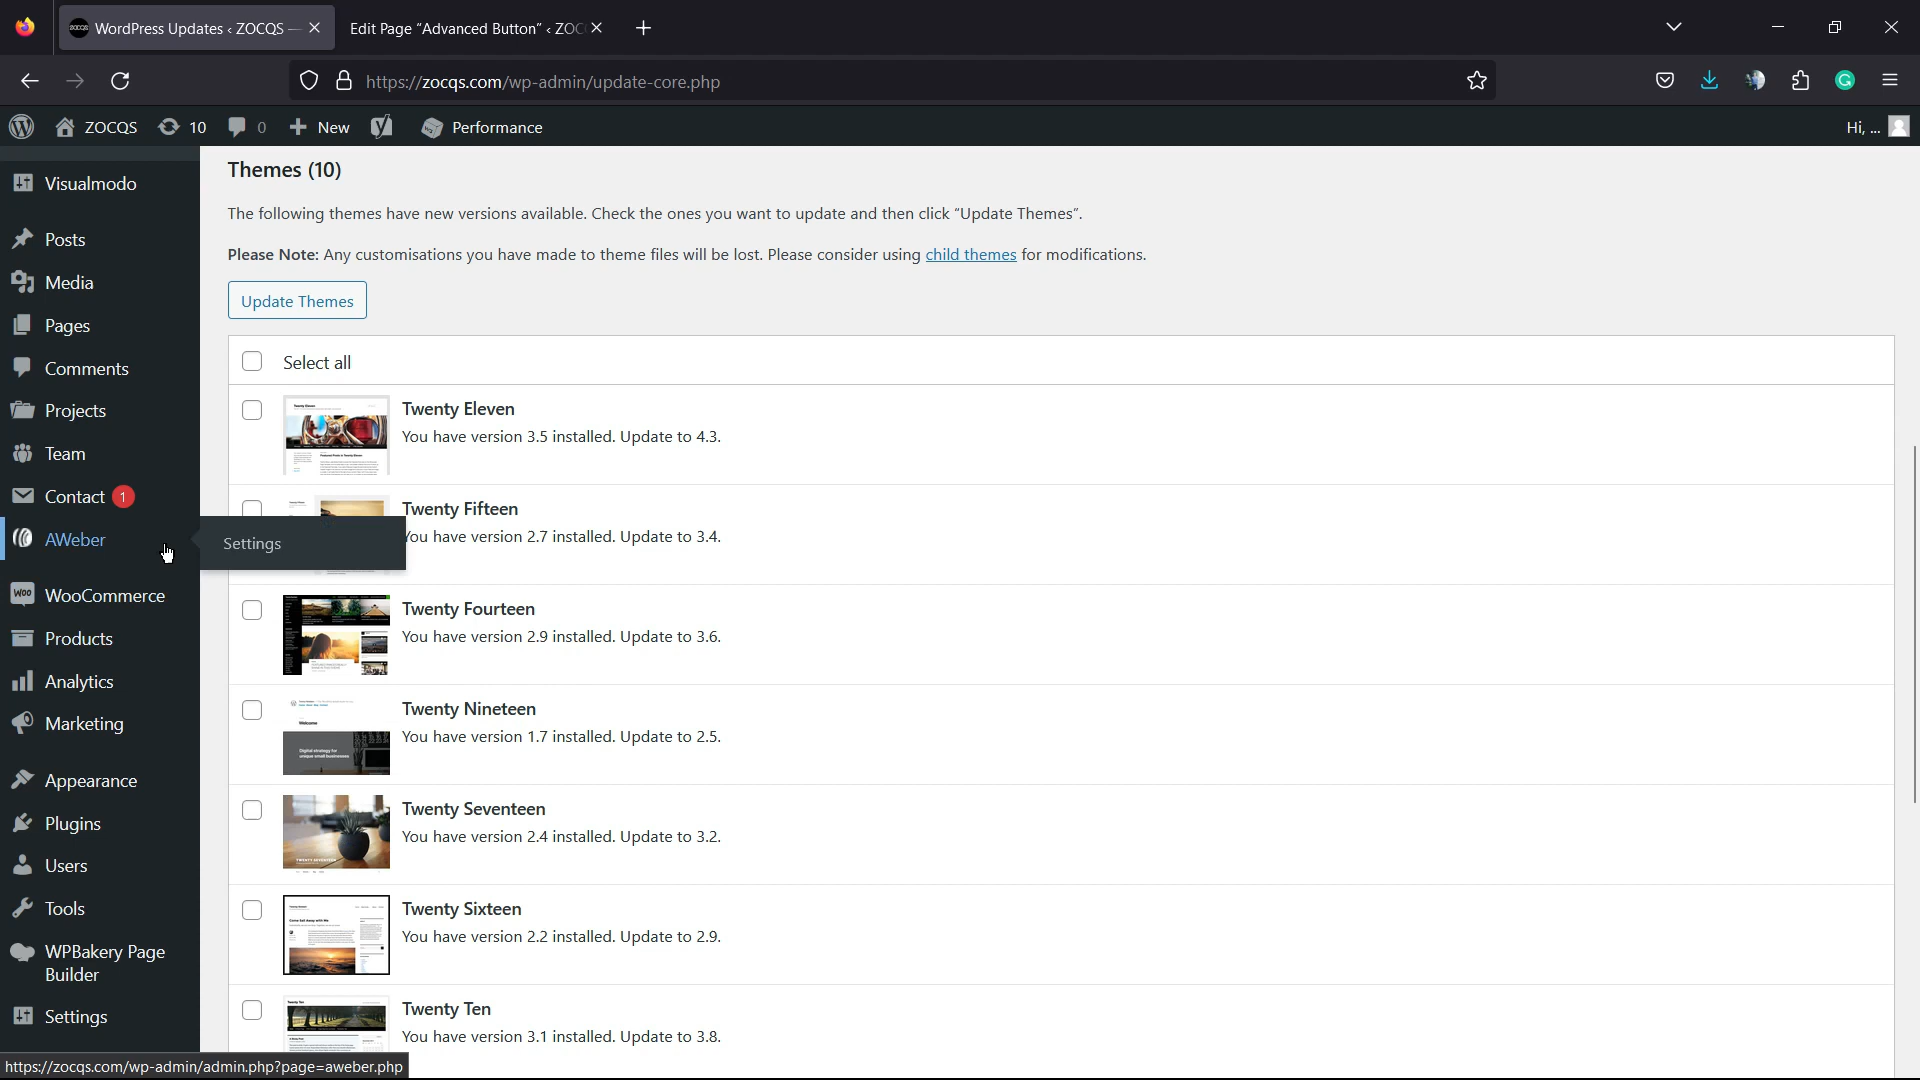 WordPress Updates ‹ ZOCQS —
Edit Page “Advanced Button” ‹ ZOC
https://zocqs.com/wp-admin/update-core.php
ZOCQS
10
0
New
Performance
Hi, ...
Visualmodo
Posts
Media
Pages
Comments
Projects
Team
Contact 1
AWeber
Settings
WooCommerce
Products
Analytics
Marketing
Appearance
Plugins
Users
Tools
WPBakery Page
Builder
Settings
https://zocqs.com/wp-admin/admin.php?page=aweber.php
Themes (10)
The following themes have new versions available. Check the ones you want to update and then click “Update Themes”.
Please Note: Any customisations you have made to theme files will be lost. Please consider using child themes for modifications.
Update Themes
Select all
Twenty Eleven
You have version 3.5 installed. Update to 4.3.
Twenty Fifteen
You have version 2.7 installed. Update to 3.4.
Twenty Fourteen
You have version 2.9 installed. Update to 3.6.
Twenty Nineteen
You have version 1.7 installed. Update to 2.5.
Twenty Seventeen
You have version 2.4 installed. Update to 3.2.
Twenty Sixteen
You have version 2.2 installed. Update to 2.9.
Twenty Ten
You have version 3.1 installed. Update to 3.8.